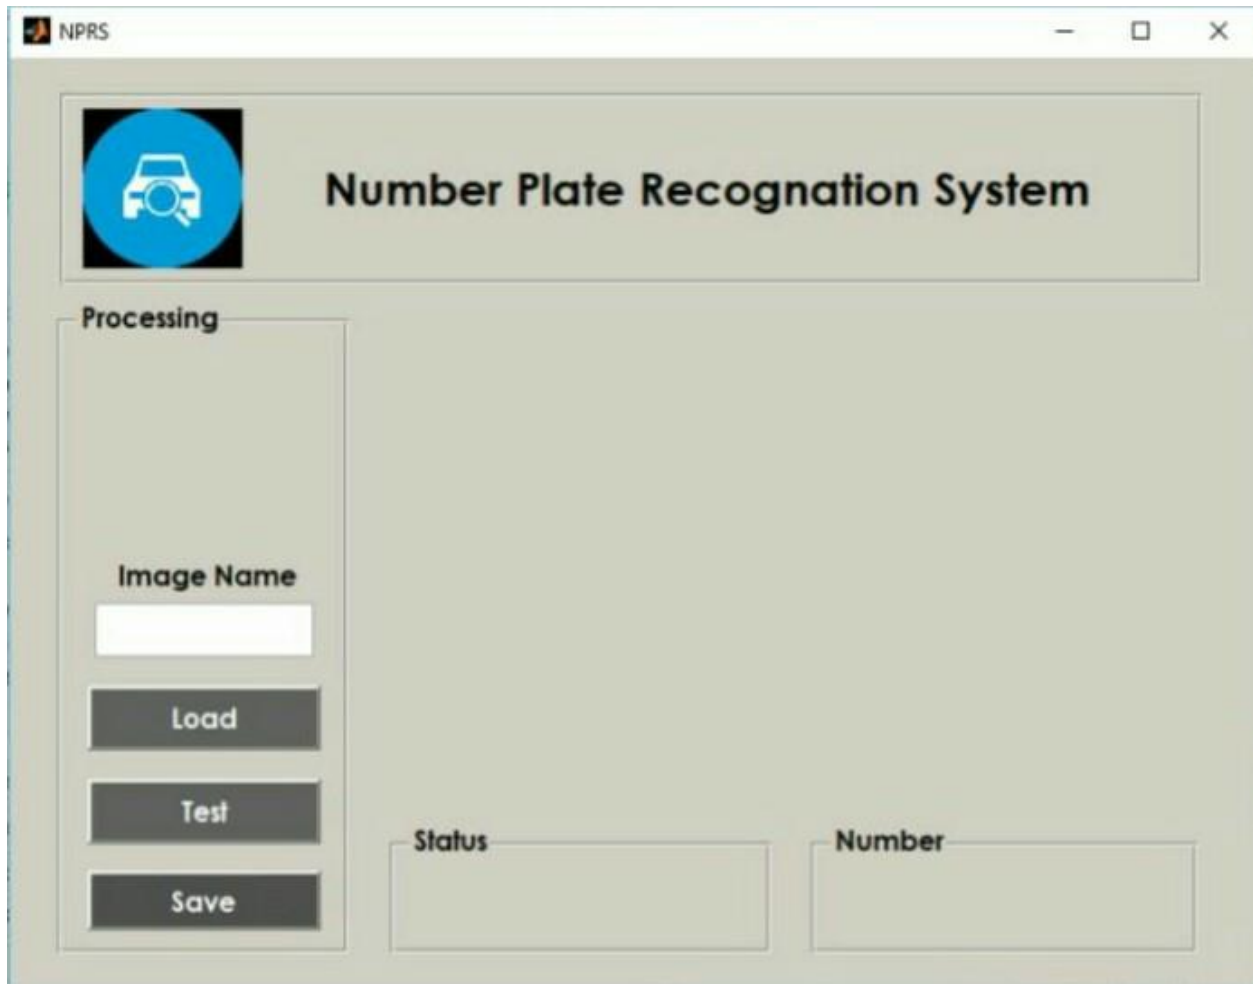 NPRS
Number Plate Recognation System
Processing
Image Name
Load
Test
Save
Status
Number